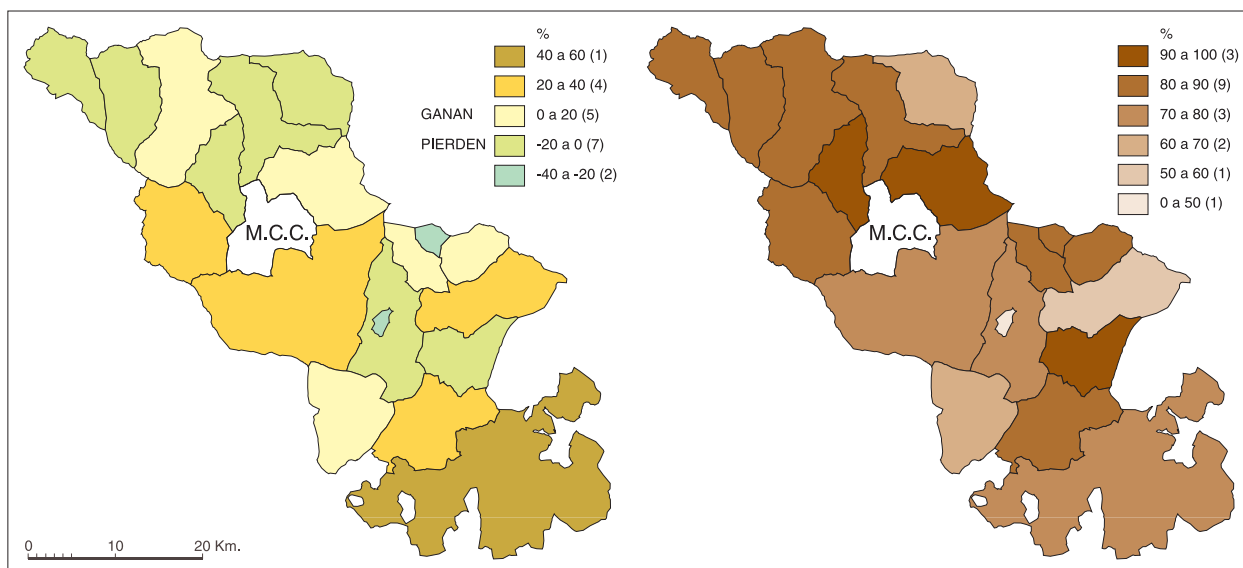 %
40 a 60 (1)
20 a 40 (4)
GANAN 0 a 20 (5)
PIERDEN -20 a 0 (7)
-40 a -20 (2)
M.C.C.
0 10 20 Km.
%
90 a 100 (3)
80 a 90 (9)
70 a 80 (3)
60 a 70 (2)
50 a 60 (1)
0 a 50 (1)
M.C.C.